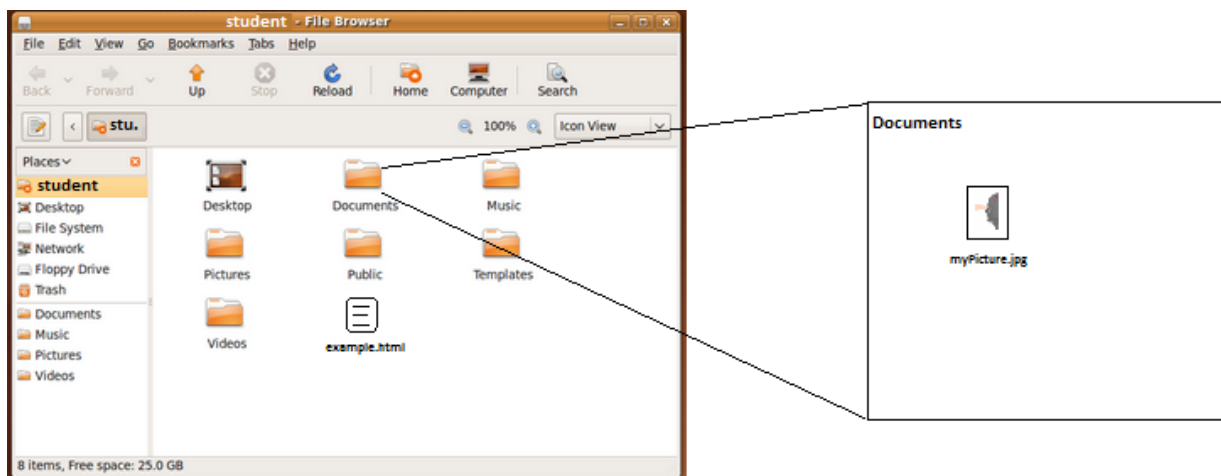 student - File Browser
File Edit View Go Bookmarks Tabs Help
Back Forward Up Stop Reload Home Computer Search
stu. 100% Icon View
Places
student
Desktop
File System
Network
Floppy Drive
Trash
Documents
Music
Pictures
Videos
Desktop Documents Music
Pictures Public Templates
Videos example.html
8 items, Free space: 25.0 GB
Documents
myPicture.jpg